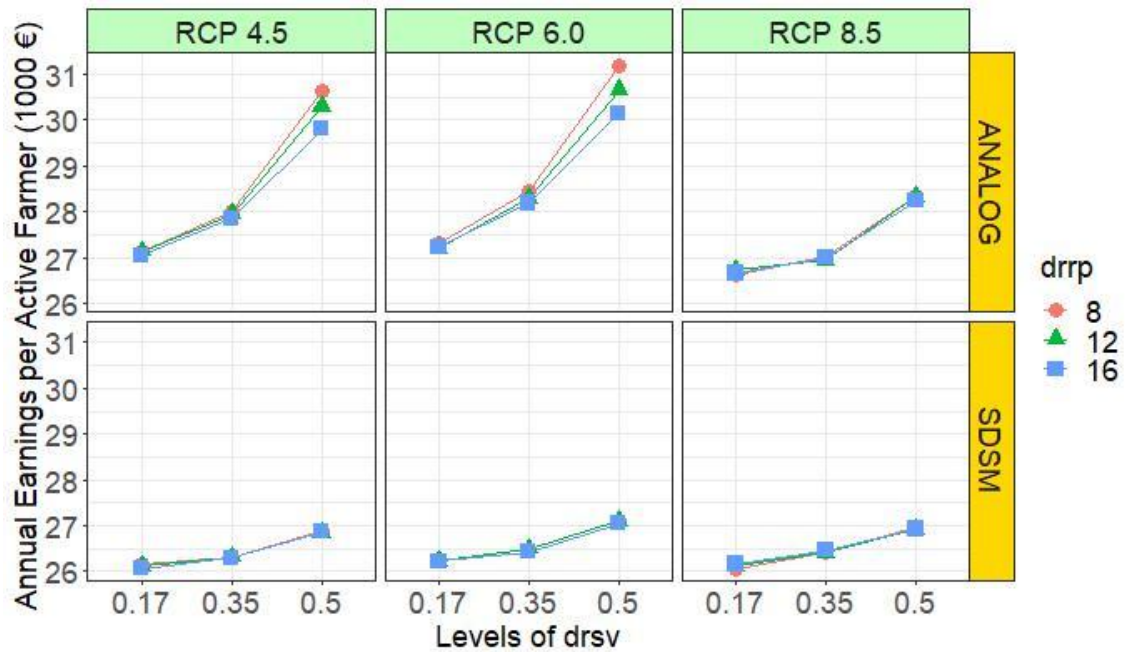 RCP 4.5 RCP 6.0 RCP 8.5
Annual Earnings per Active Farmer (1000 €)
31
30
29
28
27
26
ANALOG
31
30
29
28
27
26
SDSM
0.17 0.35 0.5 0.17 0.35 0.5 0.17 0.35 0.5
Levels of drsv
drrp
8
12
16